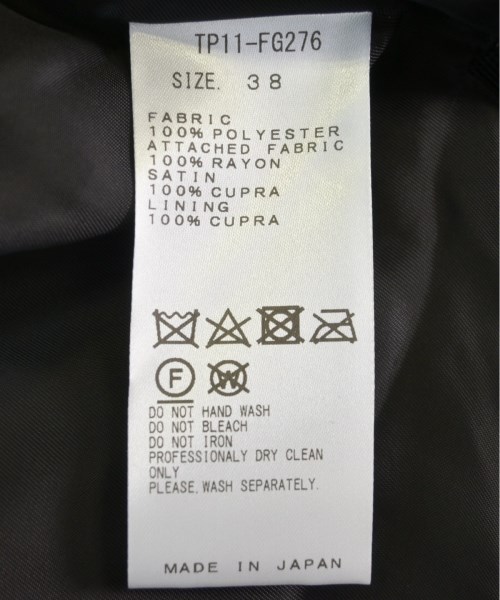 TP11-FG276
SIZE. 38
FABRIC
100% POLYESTER
ATTACHED FABRIC
100% RAYON
SATIN
100% CUPRA
LINING
100% CUPRA
F
W
DO NOT HAND WASH
DO NOT BLEACH
DO NOT IRON
PROFESSIONALY DRY CLEAN
ONLY
PLEASE.WASH SEPARATELY.
MADE IN JAPAN